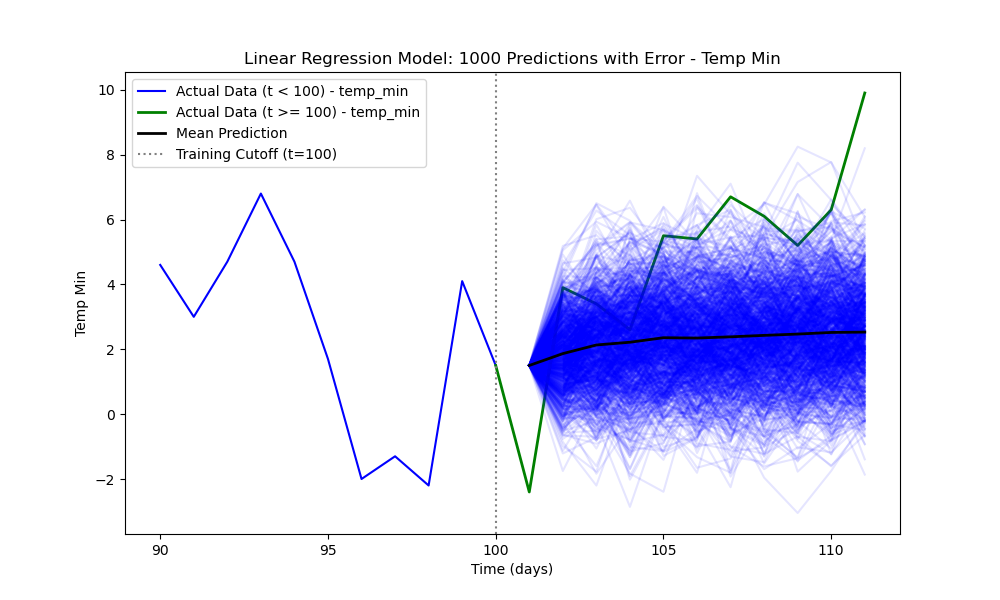 Linear Regression Model: 1000 Predictions with Error - Temp Min
Actual Data (t < 100) - temp_min
Actual Data (t >= 100) - temp_min
Mean Prediction
Training Cutoff (t=100)
10
8
6
4
2
0
−2
Temp Min
90
95
100
105
110
Time (days)